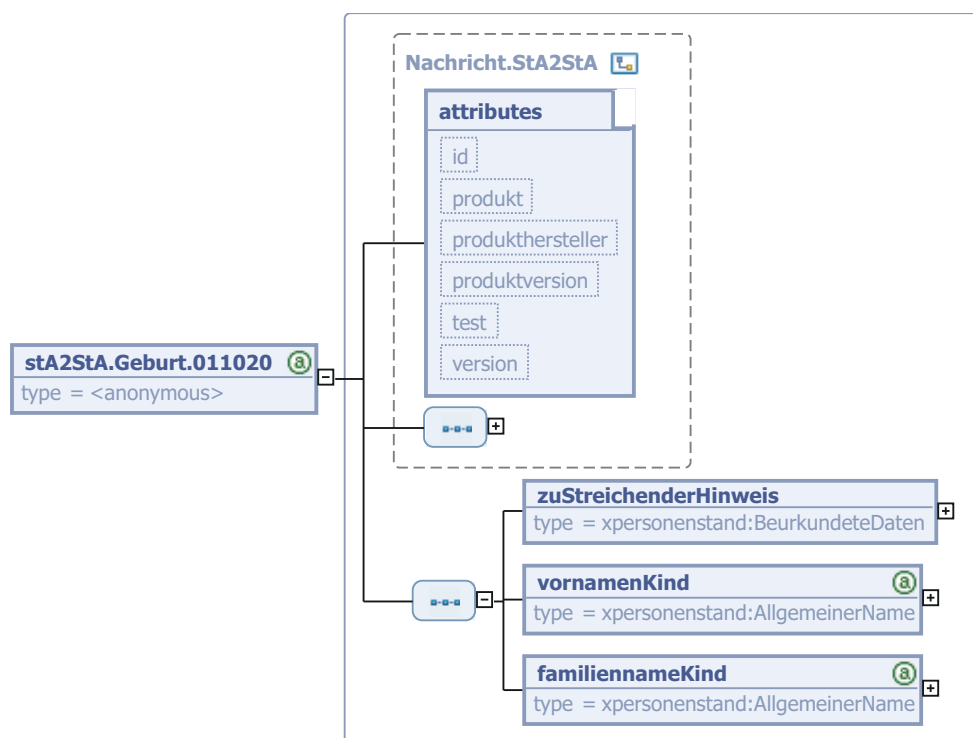 Nachricht.StA2StA
attributes
id
produkt
produkthersteller
produktversion
test
version
stA2StA.Geburt.011020
type = <anonymous>
zuStreichenderHinweis
type = xpersonenstand:BeurkundeteDaten
vornamenKind
type = xpersonenstand:AllgemeinerName
familiennameKind
type = xpersonenstand:AllgemeinerName